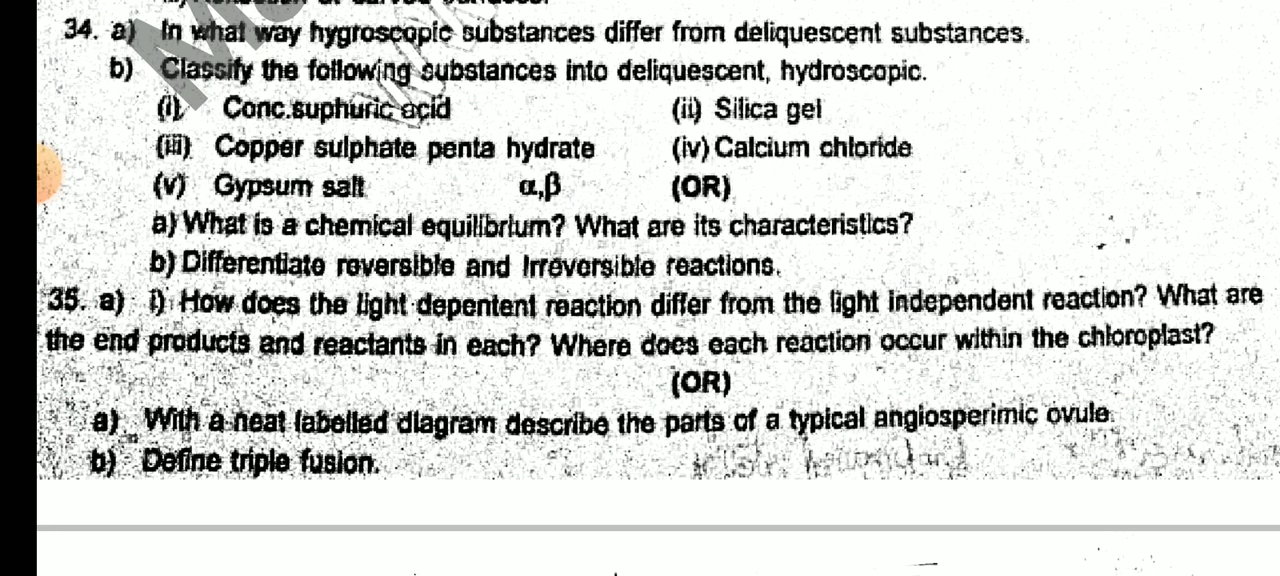 34. a) In what way hygroscopic substances differ from deliquescent substances.
b) Classify the following substances into deliquescent, hydroscopic.
(i) Conc.suphuric acid (ii) Silica gel
(iii) Copper sulphate penta hydrate (iv) Calcium chloride
(v) Gypsum salt α,β (OR)
a) What is a chemical equilibrium? What are its characteristics?
b) Differentiate reversible and Irreversible reactions.
35. a) i) How does the light depentent reaction differ from the light independent reaction? What are
the end products and reactants in each? Where does each reaction occur within the chloroplast?
(OR)
a) With a neat labelled diagram describe the parts of a typical angiosperimic ovule.
b) Define triple fusion.